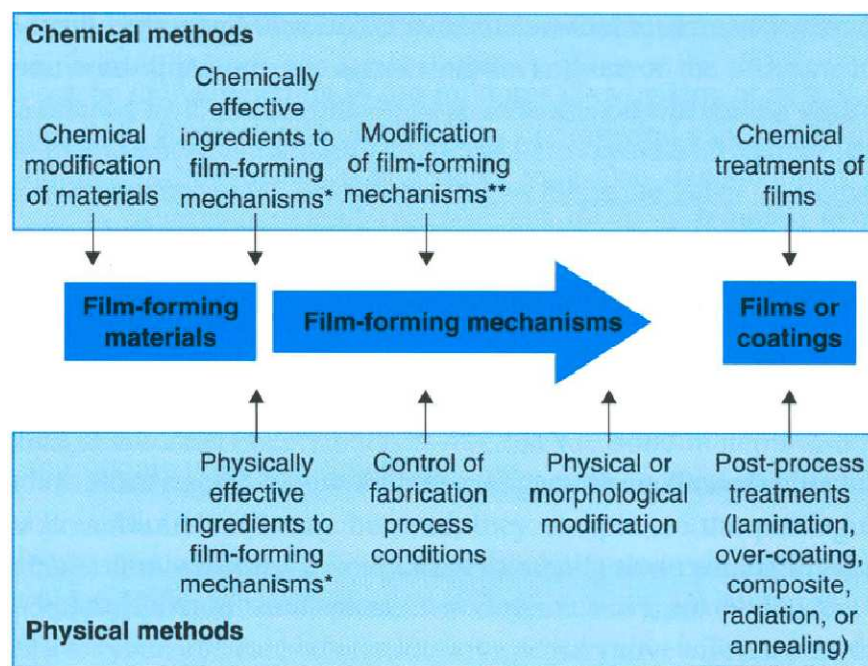 Chemical methods
Chemical
modification
of materials
Chemically
effective
ingredients to
film-forming
mechanisms*
Modification
of film-forming
mechanisms**
Chemical
treatments of
films
Film-forming
materials
Film-forming mechanisms
Films or
coatings
Physically
effective
ingredients to
film-forming
mechanisms*
Control of
fabrication
process
conditions
Physical or
morphological
modification
Post-process
treatments
(lamination,
over-coating,
composite,
radiation, or
annealing)
Physical methods